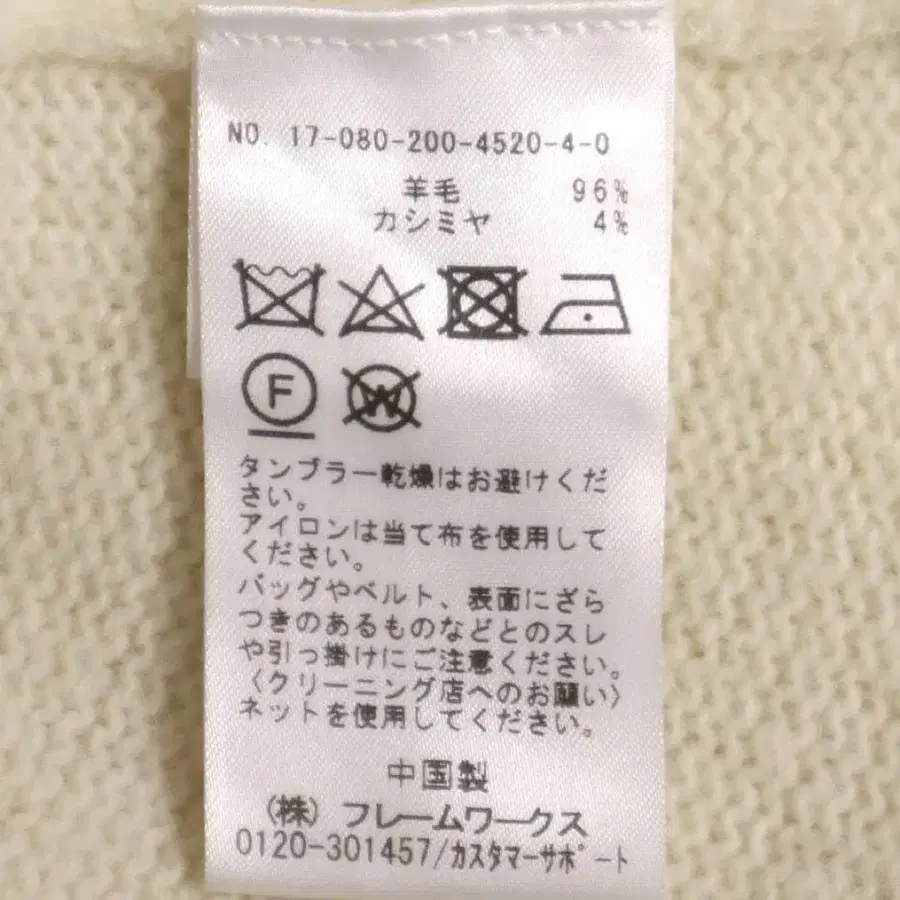 NO. 17-080-200-4520-4-0
羊毛 96%
カシミヤ 4%
F
W
タンブラー乾燥はお避けくだ
さい。
アイロンは当て布を使用して
ください。
バッグやベルト、表面にざら
つきのあるものなどとのスレ
や引っ掛けにご注意ください。
〈クリーニング店へのお願い〉
ネットを使用してください。
中国製
(株) フレームワークス
0120-301457/カスタマーサポート